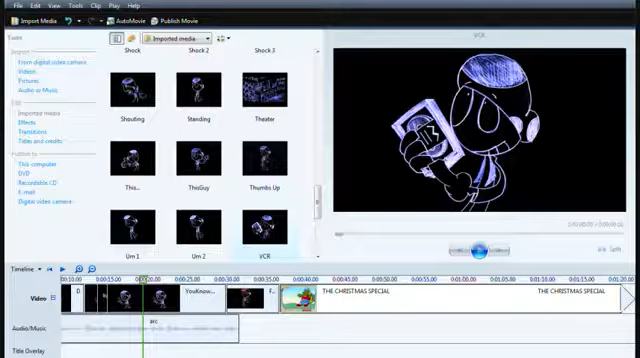 File Edit View Tools Clip Play Help
Import Media AutoMovie Publish Movie
Tasks
Import
From digital video camera
Videos
Pictures
Audio or Music
Edit
Imported media
Effects
Transitions
Titles and credits
Publish to
This computer
DVD
Recordable CD
E-mail
Digital video camera
Imported media
Shock Shock 2 Shock 3
Shouting Standing Theater
This... ThisGuy Thumbs Up
Um 1 Um 2 VCR
VCR
Split
Timeline
0:00:10.00 0:00:15.00 0:00:25.00 0:00:30.00 0:00:35.00 0:00:40.00 0:00:45.00 0:00:50.00 0:00:55.00 0:01:00.00 0:01:05.00 0:01:10.00 0:01:15.00 0:01:20.00
Video D YouKnow... F... THE CHRISTMAS SPECIAL THE CHRISTMAS SPECIAL
arc
Audio/Music
Title Overlay